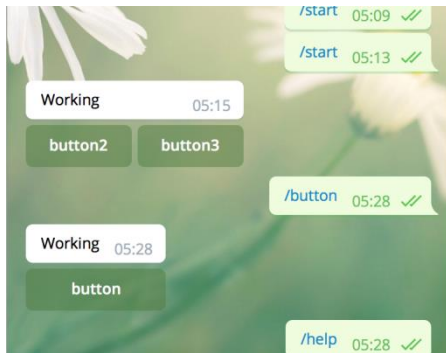 /start 05:09
/start 05:13
Working 05:15
button2 button3
/button 05:28
Working 05:28
button
/help 05:28